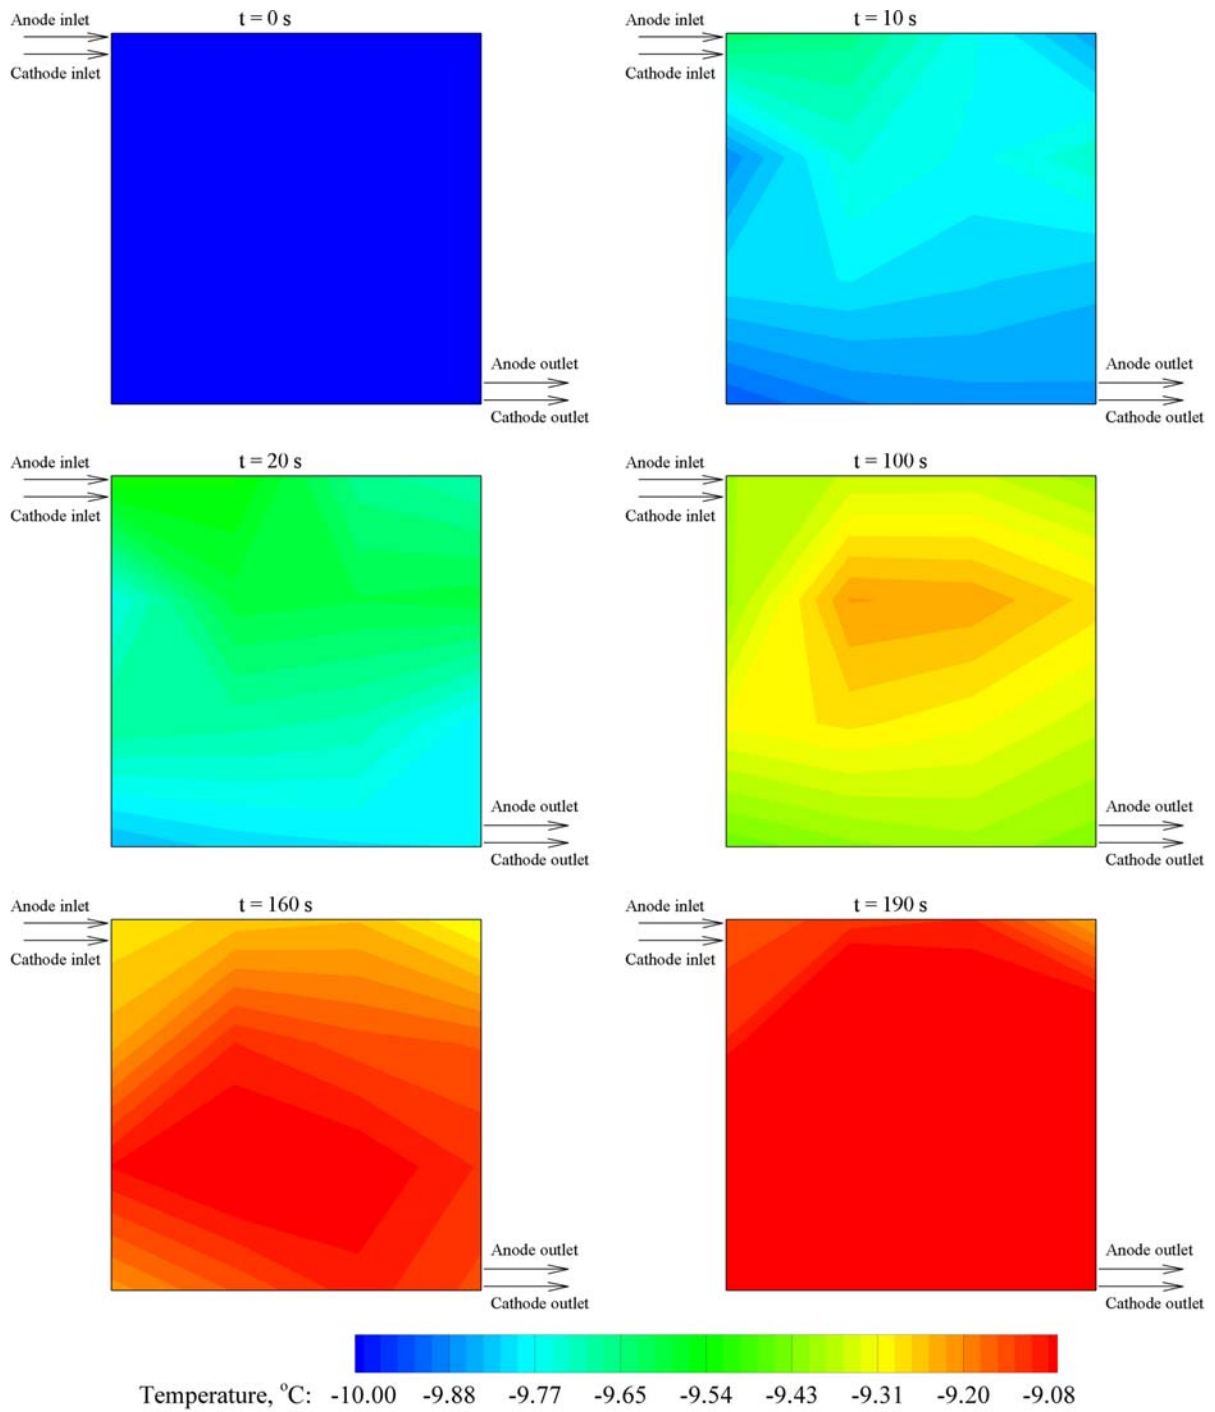 t = 0 s
Anode inlet
Cathode inlet
Anode outlet
Cathode outlet
t = 10 s
Anode inlet
Cathode inlet
Anode outlet
Cathode outlet
t = 20 s
Anode inlet
Cathode inlet
Anode outlet
Cathode outlet
t = 100 s
Anode inlet
Cathode inlet
Anode outlet
Cathode outlet
t = 160 s
Anode inlet
Cathode inlet
Anode outlet
Cathode outlet
t = 190 s
Anode inlet
Cathode inlet
Anode outlet
Cathode outlet
Temperature, °C: -10.00 -9.88 -9.77 -9.65 -9.54 -9.43 -9.31 -9.20 -9.08